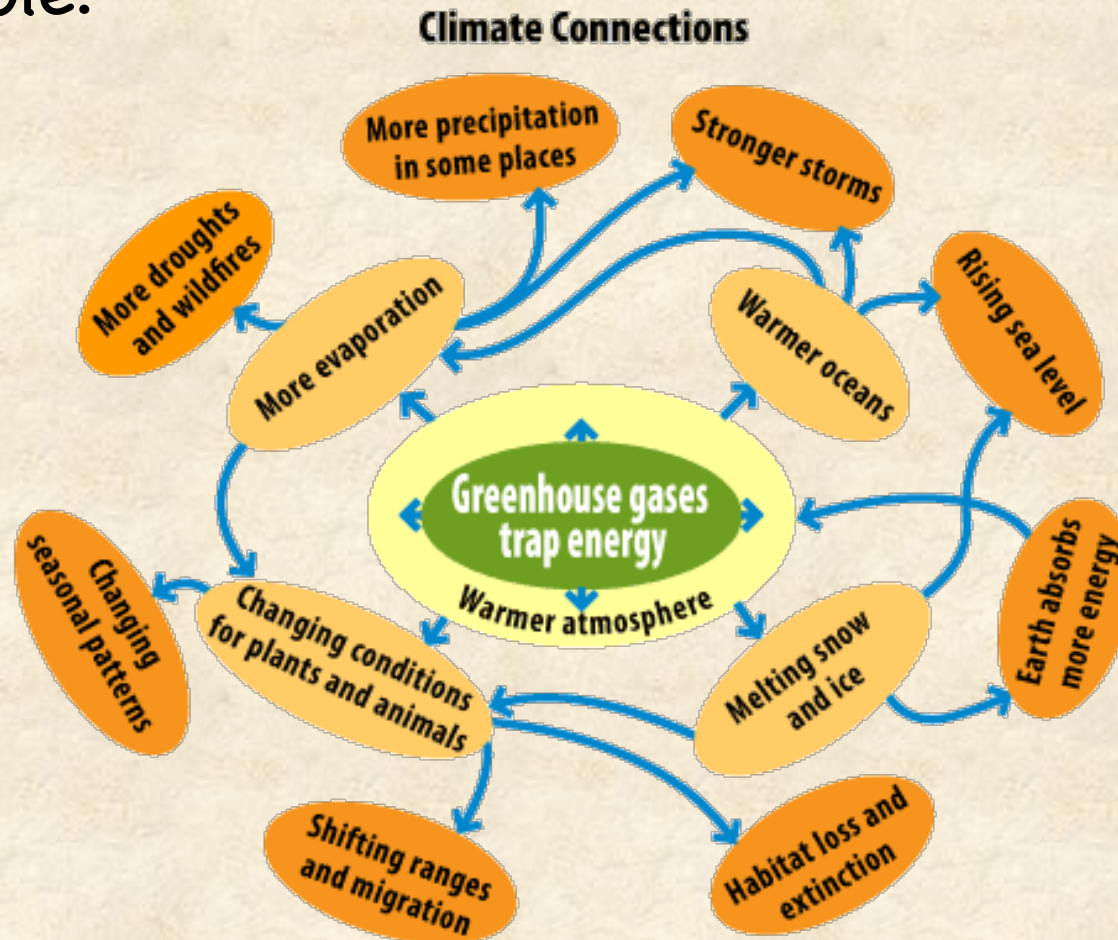 Climate Connections
More precipitation
in some places
Stronger storms
More droughts
and wildfires
More evaporation
Warmer oceans
Rising sea level
Greenhouse gases
trap energy
Warmer atmosphere
Changing
seasonal patterns
Changing conditions
for plants and animals
Melting snow
and ice
Earth absorbs
more energy
Shifting ranges
and migration
Habitat loss and
extinction